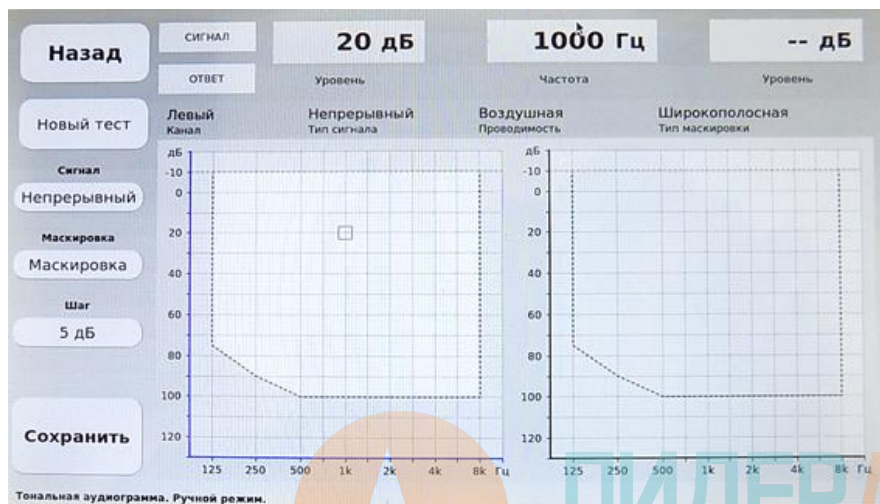 Назад
СИГНАЛ
20 дБ
1000 Гц
-- дБ
ОТВЕТ
Уровень
Частота
Уровень
Новый тест
Левый
Непрерывный
Воздушная
Широкополосная
Канал
Тип сигнала
Проводимость
Тип маскировки
Сигнал
Непрерывный
Маскировка
Маскировка
Шаг
5 дБ
Сохранить
дБ
-10
0
20
40
60
80
100
120
125 250 500 1k 2k 4k 8k Гц
дБ
-10
0
20
40
60
80
100
120
125 250 500 1k 2k 4k 8k Гц
Тональная аудиограмма. Ручной режим.